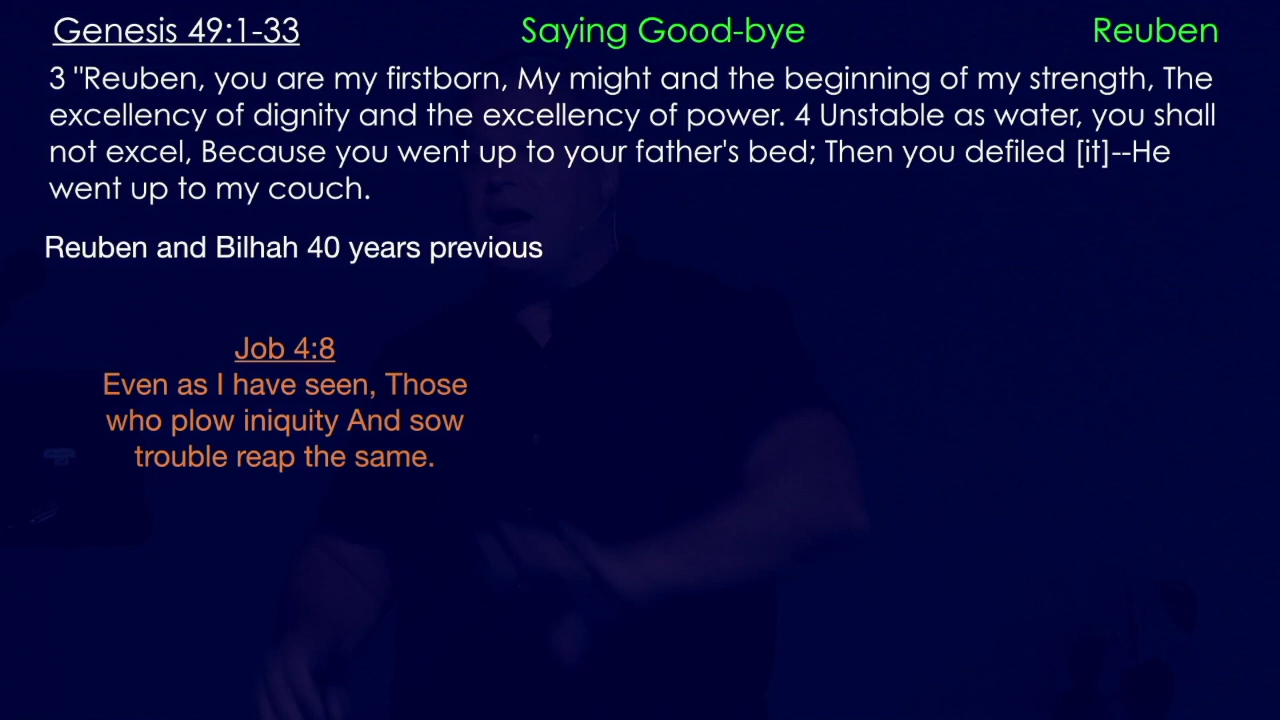 Genesis 49:1-33 Saying Good-bye Reuben
3 "Reuben, you are my firstborn, My might and the beginning of my strength, The
excellency of dignity and the excellency of power. 4 Unstable as water, you shall
not excel, Because you went up to your father's bed; Then you defiled [it]--He
went up to my couch.
Reuben and Bilhah 40 years previous
Job 4:8
Even as I have seen, Those
who plow iniquity And sow
trouble reap the same.